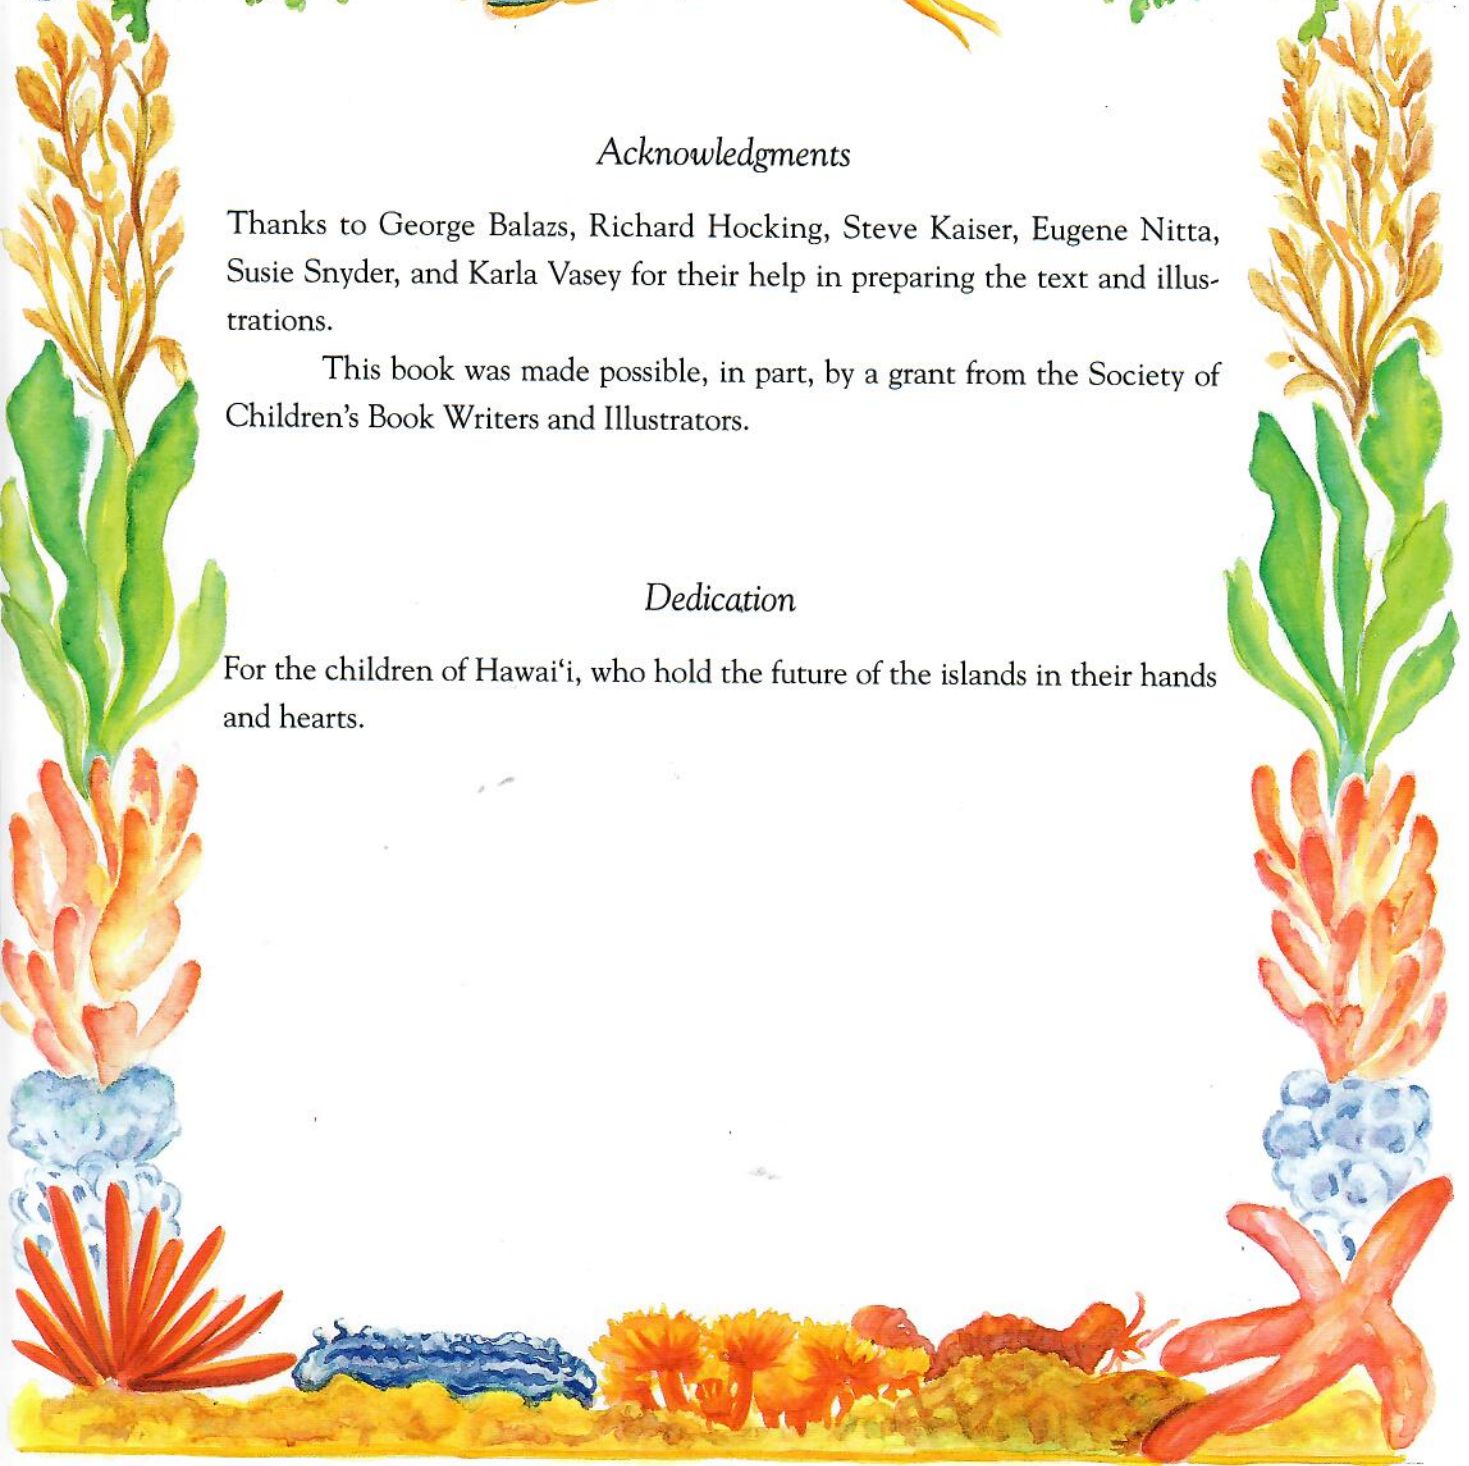 Acknowledgments
Thanks to George Balazs, Richard Hocking, Steve Kaiser, Eugene Nitta,
Susie Snyder, and Karla Vasey for their help in preparing the text and illus-
trations.
This book was made possible, in part, by a grant from the Society of
Children's Book Writers and Illustrators.
Dedication
For the children of Hawai‘i, who hold the future of the islands in their hands
and hearts.